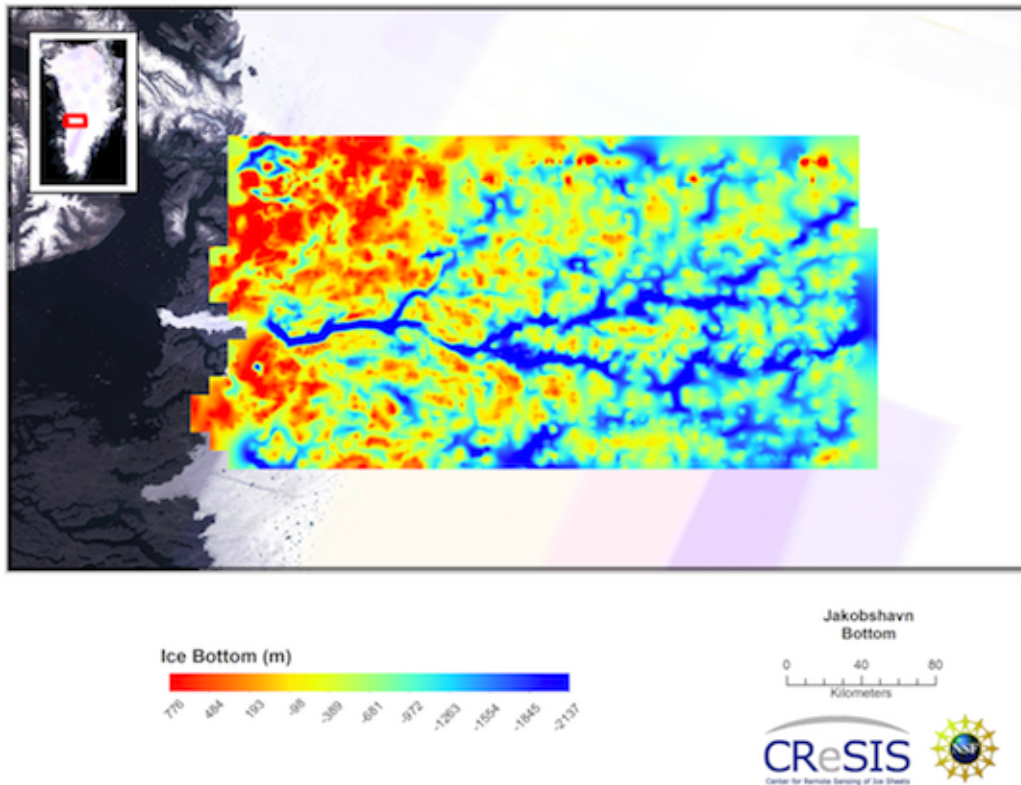 Ice Bottom (m)
776 484 193 -98 -389 -681 -972 -1263 -1554 -1845 -2137
Jakobshavn
Bottom
0 40 80
Kilometers
CReSIS
Center for Remote Sensing of Ice Sheets
NSF